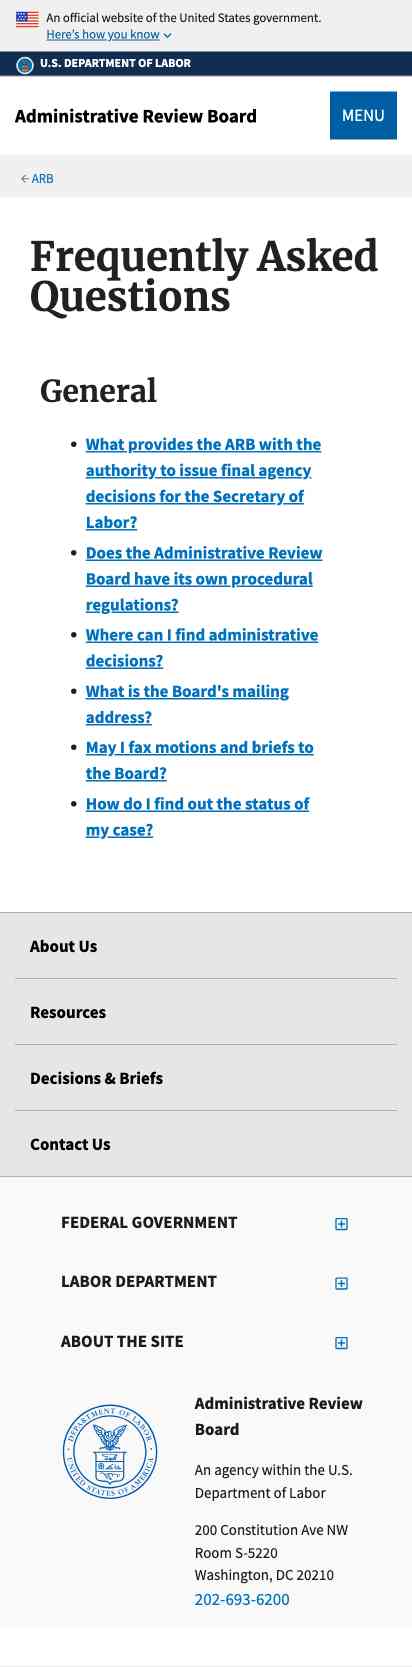 An official website of the United States government.
Here's how you know
U.S. DEPARTMENT OF LABOR
Administrative Review Board
MENU
ARB
Frequently Asked
Questions
General
What provides the ARB with the
authority to issue final agency
decisions for the Secretary of
Labor?
Does the Administrative Review
Board have its own procedural
regulations?
Where can I find administrative
decisions?
What is the Board's mailing
address?
May I fax motions and briefs to
the Board?
How do I find out the status of
my case?
About Us
Resources
Decisions & Briefs
Contact Us
FEDERAL GOVERNMENT
LABOR DEPARTMENT
ABOUT THE SITE
DEPARTMENT OF LABOR
UNITED STATES OF AMERICA
Administrative Review
Board
An agency within the U.S.
Department of Labor
200 Constitution Ave NW
Room S-5220
Washington, DC 20210
202-693-6200